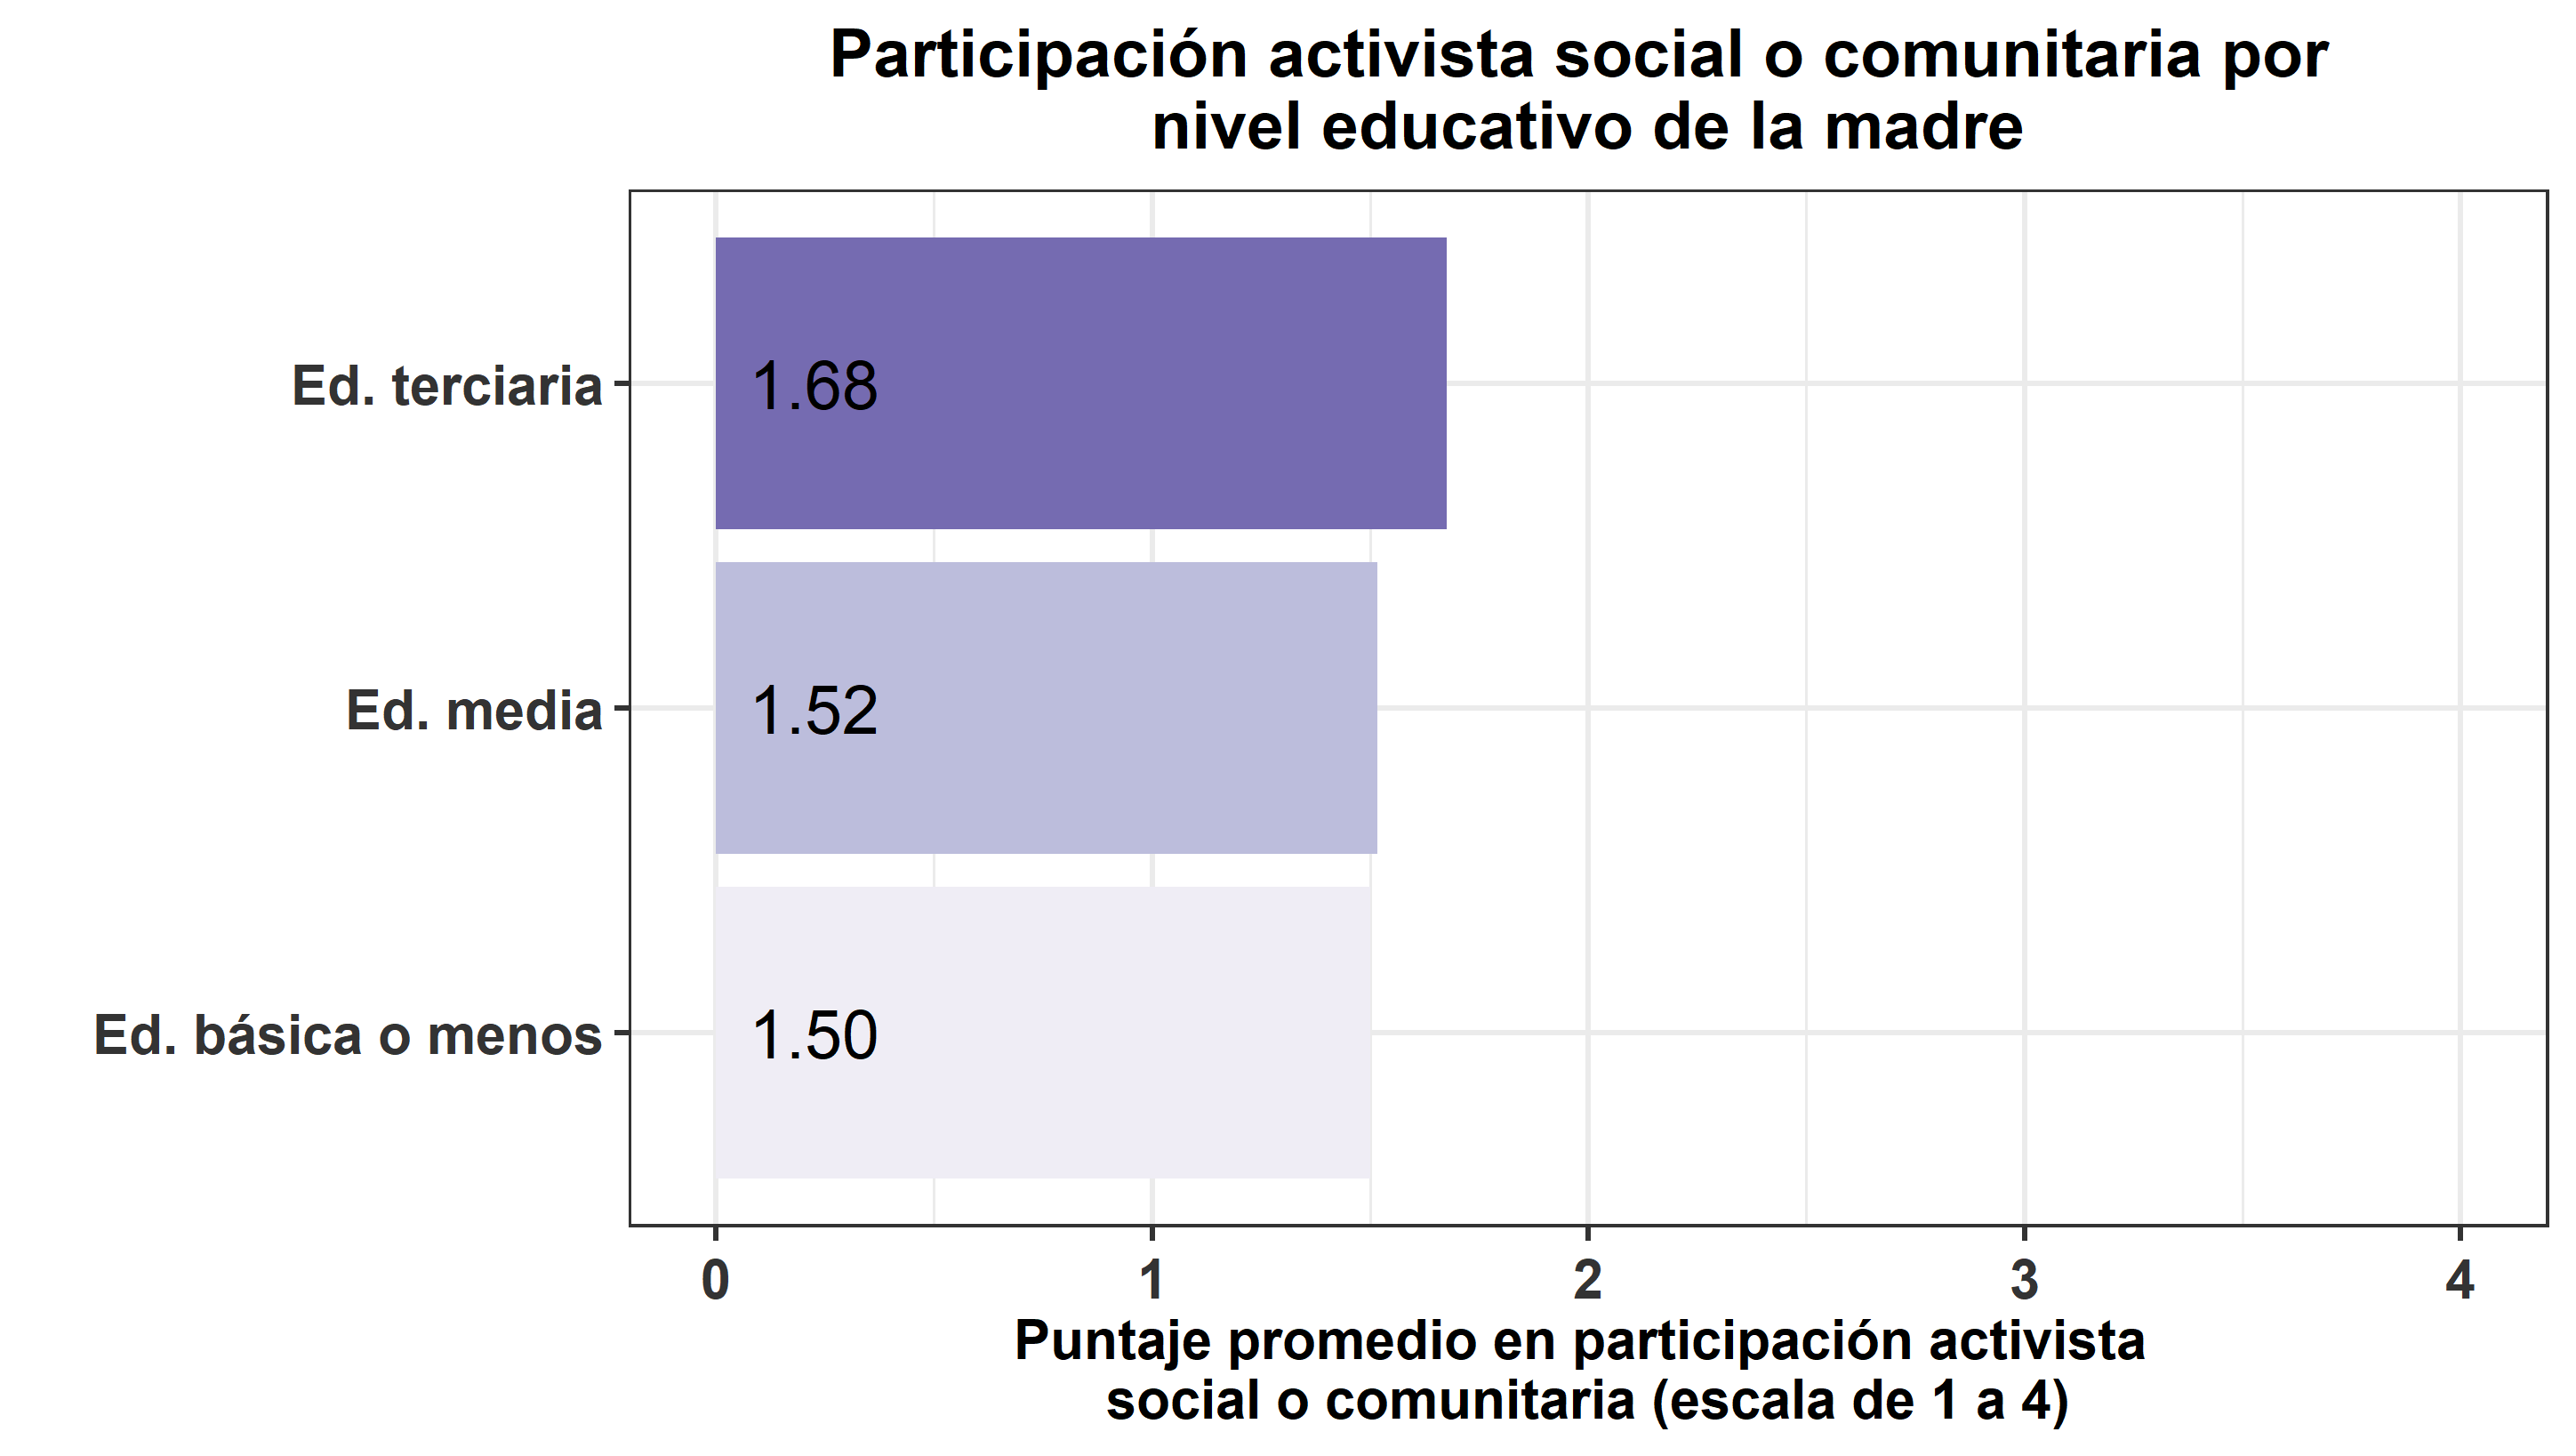 Participación activista social o comunitaria por
nivel educativo de la madre
Ed. terciaria
1.68
Ed. media
1.52
Ed. básica o menos
1.50
0 1 2 3 4
Puntaje promedio en participación activista
social o comunitaria (escala de 1 a 4)